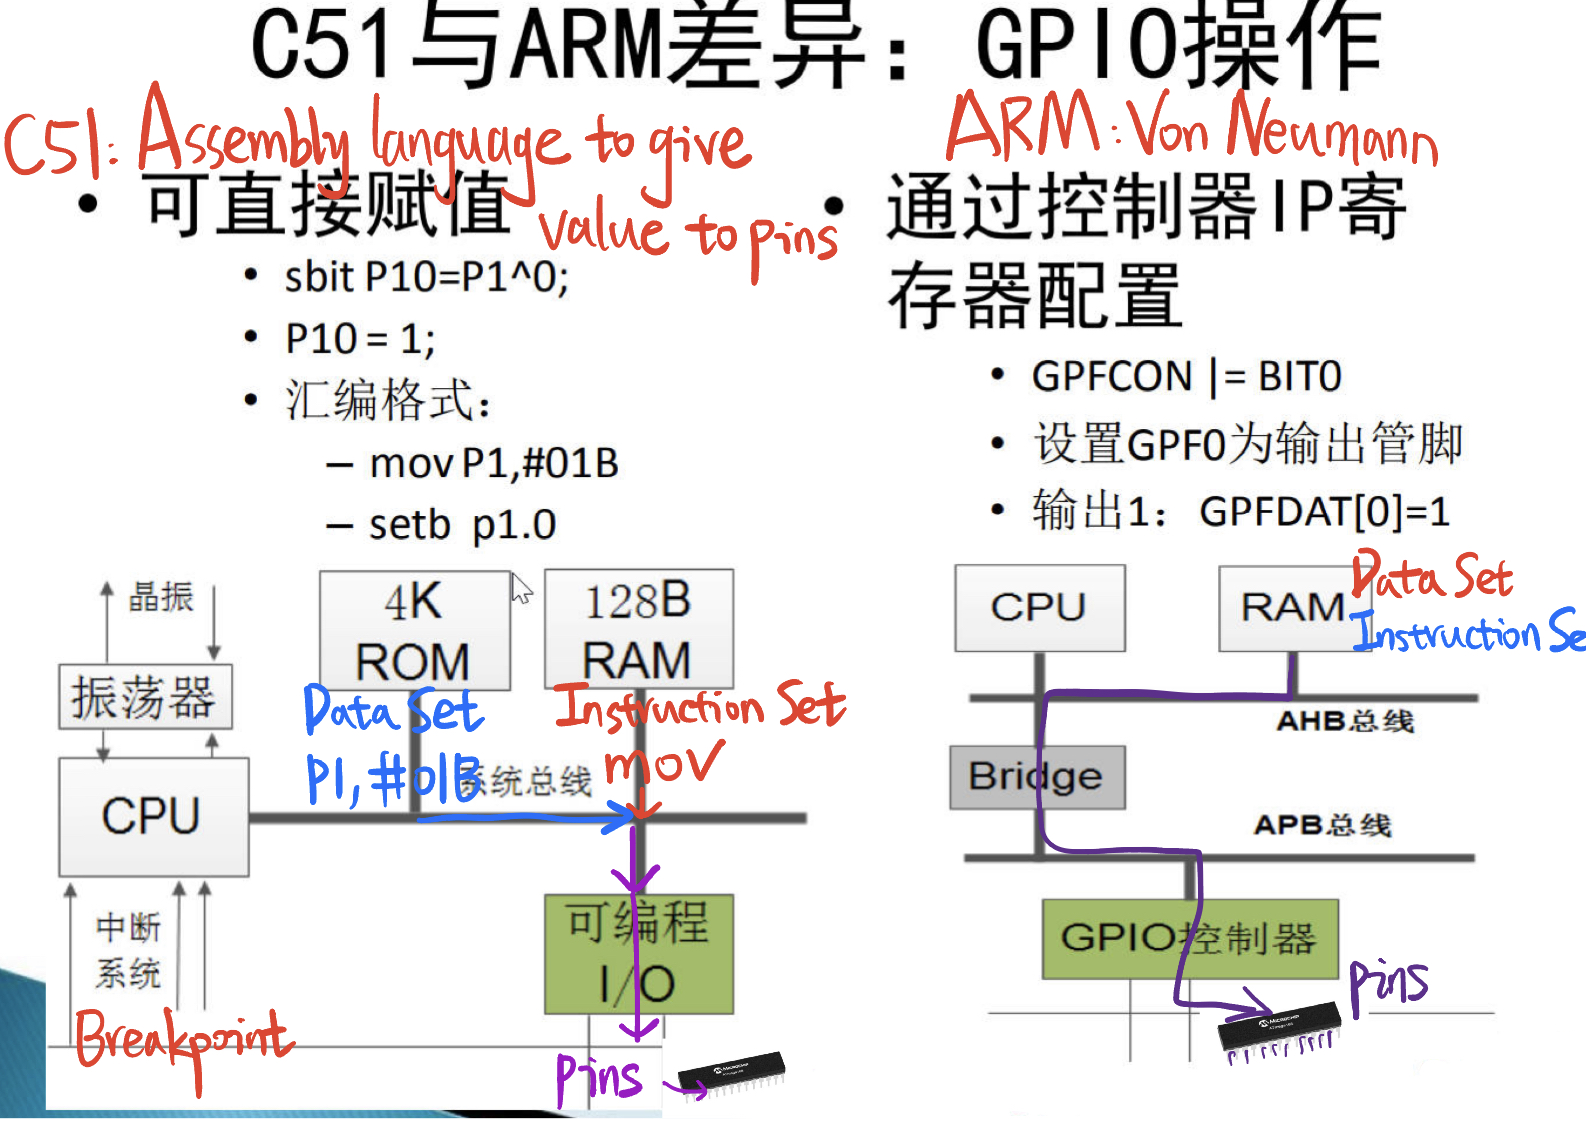 C51与ARM差异：GPIO操作
C51: Assembly language to give
value to pins
• 可直接赋值
• sbit P10=P1^0;
• P10 = 1;
• 汇编格式：
– mov P1,#01B
– setb p1.0
晶振
振荡器
CPU
中断
系统
Breakpoint
4K
ROM
Data Set
P1, #01B
128B
RAM
Instruction Set
mov
系统总线
可编程
I/O
Pins
ARM: Von Neumann
• 通过控制器IP寄
存器配置
• GPFCON |= BIT0
• 设置GPF0为输出管脚
• 输出1： GPFDAT[0]=1
CPU
RAM
Data Set
Instruction Se
AHB总线
Bridge
APB总线
GPIO控制器
Pins